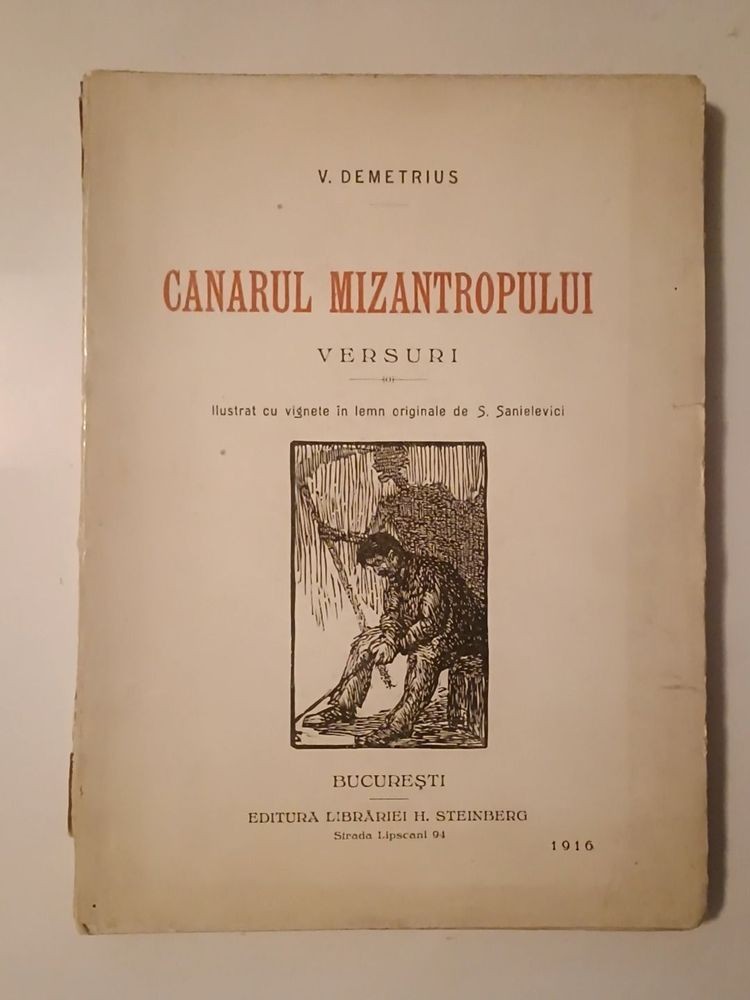 V. DEMETRIUS
CANARUL MIZANTROPULUI
VERSURI
Ilustrat cu vignete în lemn originale de Ș. Șanielevici
BUCUREŞTI
EDITURA LIBRĂRIEI H. STEINBERG
Strada Lipscani 94
1916